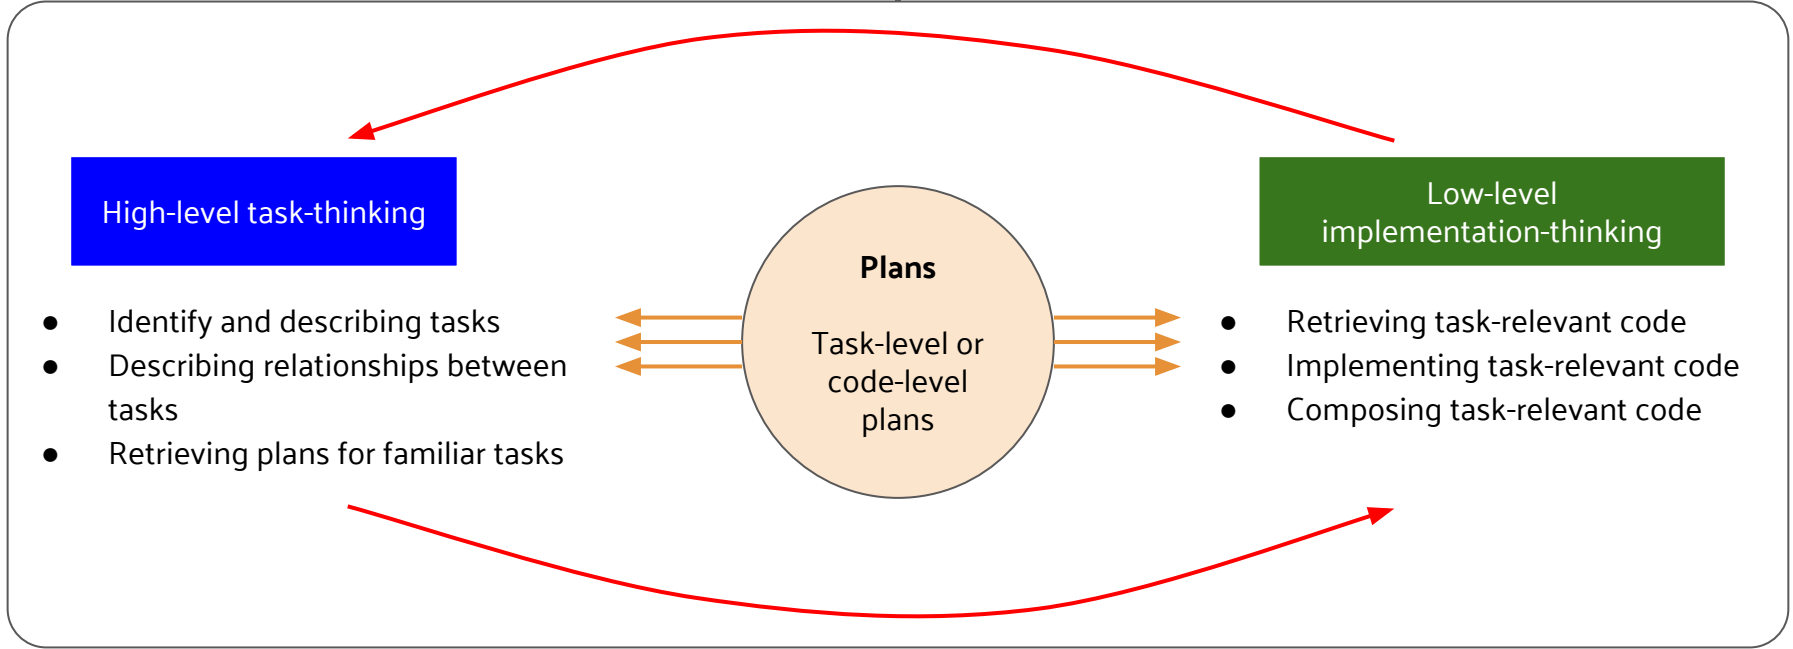 High-level task-thinking
● Identify and describing tasks
● Describing relationships between
tasks
● Retrieving plans for familiar tasks
Plans
Task-level or
code-level
plans
Low-level
implementation-thinking
● Retrieving task-relevant code
● Implementing task-relevant code
● Composing task-relevant code